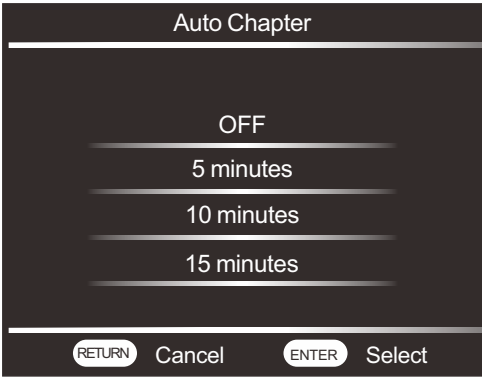 Auto Chapter
OFF
5 minutes
10 minutes
15 minutes
RETURN Cancel ENTER Select